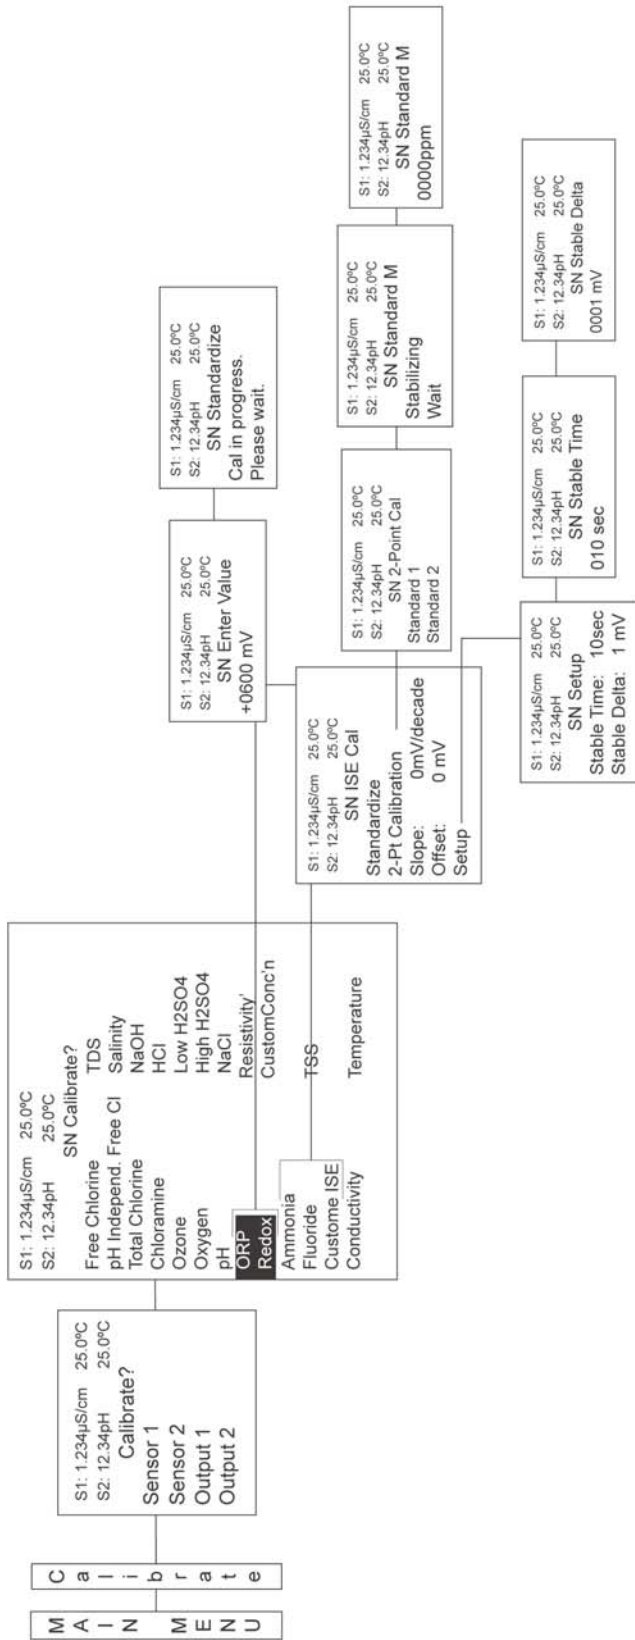 MAIN MENU
Calibrate
S1: 1.234µS/cm 25.0ºC
S2: 12.34pH 25.0ºC
Calibrate?
Sensor 1
Sensor 2
Output 1
Output 2
S1: 1.234µS/cm 25.0ºC
S2: 12.34pH 25.0ºC
SN Calibrate?
Free Chlorine TDS
pH Independ. Free Cl Salinity
Total Chlorine NaOH
Chloramine HCl
Ozone Low H2SO4
Oxygen High H2SO4
pH NaCl
ORP Resistivity'
Redox CustomConc'n
Ammonia
Fluoride TSS
Custome ISE
Conductivity Temperature
S1: 1.234µS/cm 25.0ºC
S2: 12.34pH 25.0ºC
SN Enter Value
+0600 mV
S1: 1.234µS/cm 25.0ºC
S2: 12.34pH 25.0ºC
SN Standardize
Cal in progress.
Please wait.
S1: 1.234µS/cm 25.0ºC
S2: 12.34pH 25.0ºC
SN ISE Cal
Standardize
2-Pt Calibration
Slope: 0mV/decade
Offset: 0 mV
Setup
S1: 1.234µS/cm 25.0ºC
S2: 12.34pH 25.0ºC
SN 2-Point Cal
Standard 1
Standard 2
S1: 1.234µS/cm 25.0ºC
S2: 12.34pH 25.0ºC
SN Standard M
Stabilizing
Wait
S1: 1.234µS/cm 25.0ºC
S2: 12.34pH 25.0ºC
SN Standard M
0000ppm
S1: 1.234µS/cm 25.0ºC
S2: 12.34pH 25.0ºC
SN Setup
Stable Time: 10sec
Stable Delta: 1 mV
S1: 1.234µS/cm 25.0ºC
S2: 12.34pH 25.0ºC
SN Stable Time
010 sec
S1: 1.234µS/cm 25.0ºC
S2: 12.34pH 25.0ºC
SN Stable Delta
0001 mV